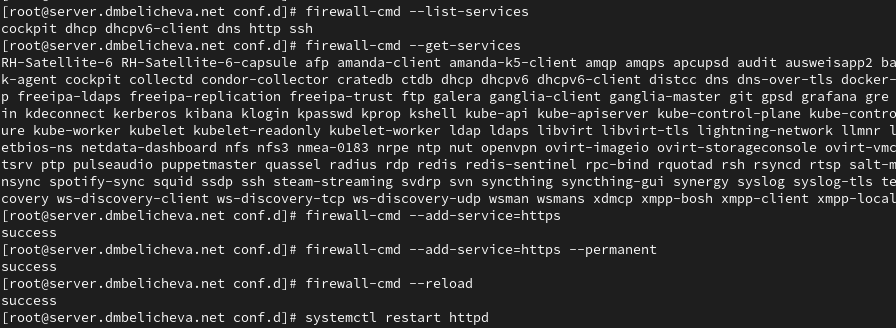 [root@server.dmbelicheva.net conf.d]# firewall-cmd --list-services
cockpit dhcp dhcpv6-client dns http ssh
[root@server.dmbelicheva.net conf.d]# firewall-cmd --get-services
RH-Satellite-6 RH-Satellite-6-capsule afp amanda-client amanda-k5-client amqp amqps apcupsd audit ausweisapp2 ba
k-agent cockpit collectd condor-collector cratedb ctdb dhcp dhcpv6 dhcpv6-client distcc dns dns-over-tls docker-
p freeipa-ldaps freeipa-replication freeipa-trust ftp galera ganglia-client ganglia-master git gpsd grafana gre
in kdeconnect kerberos kibana klogin kpasswd kprop kshell kube-api kube-apiserver kube-control-plane kube-contro
ure kube-worker kubelet kubelet-readonly kubelet-worker ldap ldaps libvirt libvirt-tls lightning-network llmnr l
etbios-ns netdata-dashboard nfs nfs3 nmea-0183 nrpe ntp nut openvpn ovirt-imageio ovirt-storageconsole ovirt-vmc
tsrv ptp pulseaudio puppetmaster quassel radius rdp redis redis-sentinel rpc-bind rquotad rsh rsyncd rtsp salt-m
nsync spotify-sync squid ssdp ssh steam-streaming svdrp svn syncthing syncthing-gui synergy syslog syslog-tls te
covery ws-discovery-client ws-discovery-tcp ws-discovery-udp wsman wsmans xdmcp xmpp-bosh xmpp-client xmpp-local
[root@server.dmbelicheva.net conf.d]# firewall-cmd --add-service=https
success
[root@server.dmbelicheva.net conf.d]# firewall-cmd --add-service=https --permanent
success
[root@server.dmbelicheva.net conf.d]# firewall-cmd --reload
success
[root@server.dmbelicheva.net conf.d]# systemctl restart httpd